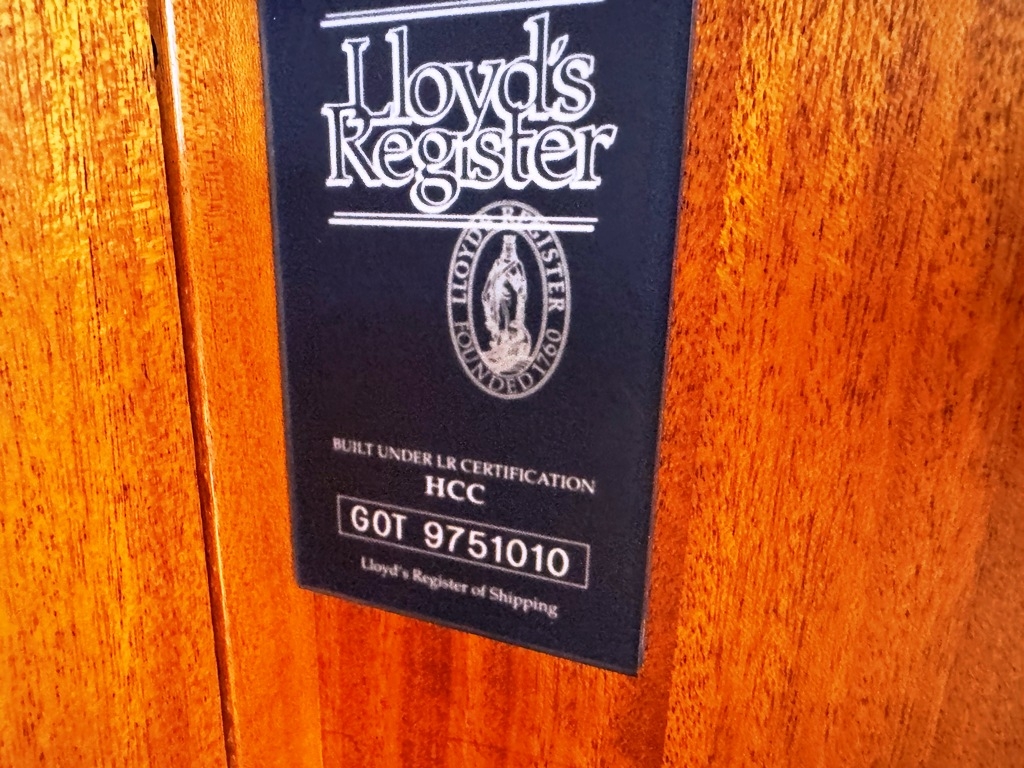 Lloyd's
Register
LLOYD'S REGISTER
FOUNDED 1760
BUILT UNDER LR CERTIFICATION
HCC
GOT 9751010
Lloyd's Register of Shipping